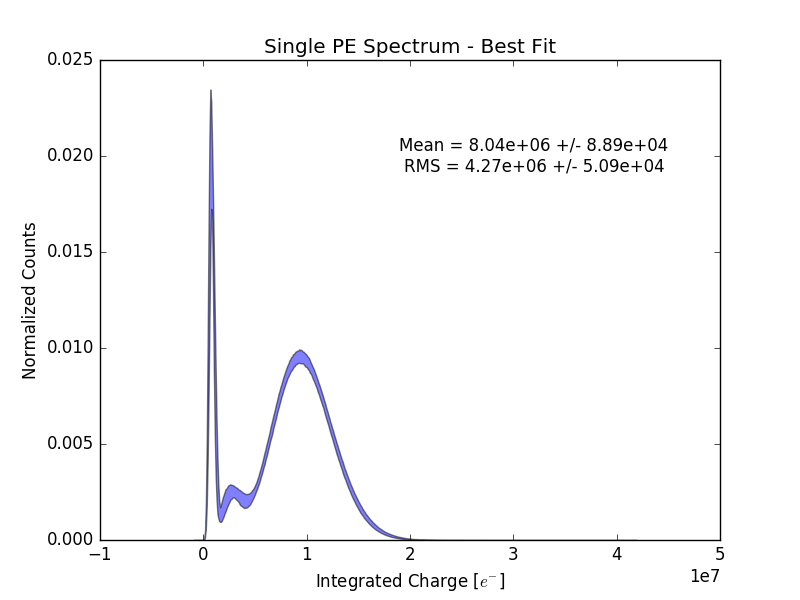 Single PE Spectrum - Best Fit
0.025
0.020
0.015
0.010
0.005
0.000
Normalized Counts
Mean = 8.04e+06 +/- 8.89e+04
RMS = 4.27e+06 +/- 5.09e+04
−1 0 1 2 3 4 5
1e7
Integrated Charge [e⁻]